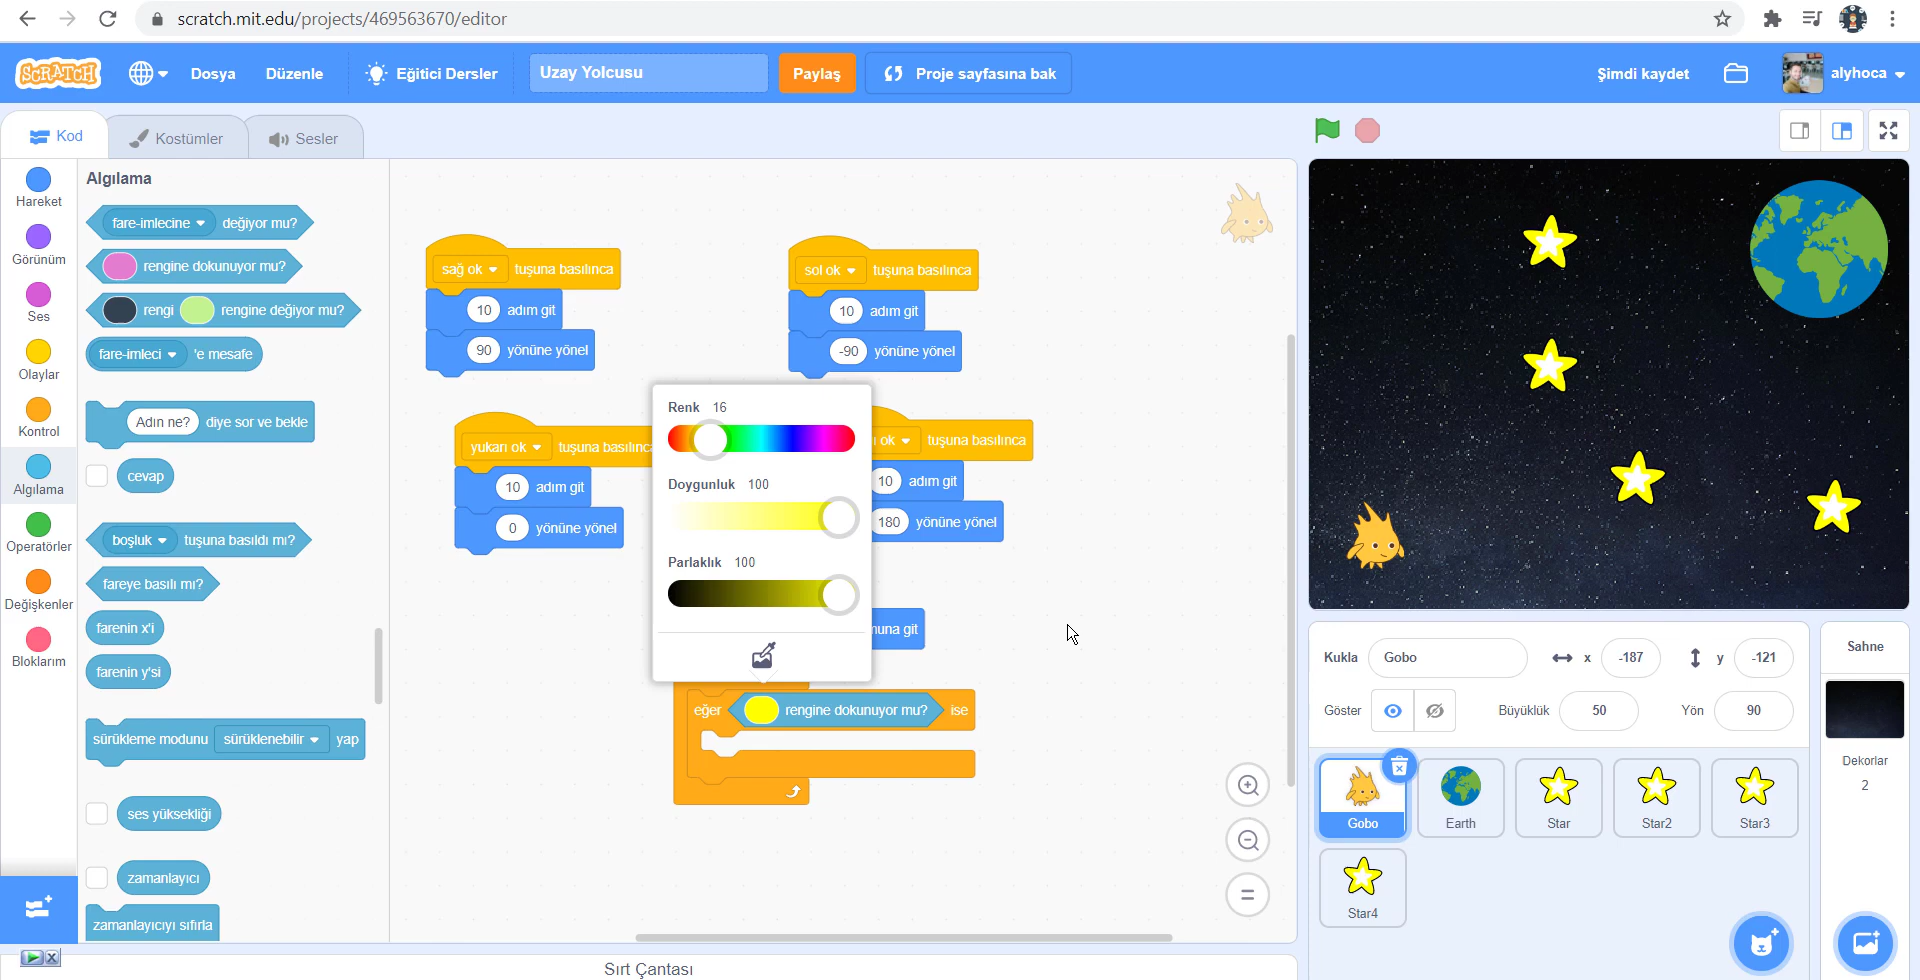 scratch.mit.edu/projects/469563670/editor
SCRATCH
Dosya
Düzenle
Eğitici Dersler
Uzay Yolcusu
Paylaş
Proje sayfasına bak
Şimdi kaydet
alyhoca
Kod
Kostümler
Sesler
Hareket
Görünüm
Ses
Olaylar
Kontrol
Algılama
Operatörler
Değişkenler
Bloklarım
Algılama
fare-imlecine değiyor mu?
rengine dokunuyor mu?
rengi rengine değiyor mu?
fare-imleci 'e mesafe
Adın ne? diye sor ve bekle
cevap
boşluk tuşuna basıldı mı?
fareye basılı mı?
farenin x'i
farenin y'si
sürükleme modunu sürüklenebilir yap
ses yüksekliği
zamanlayıcı
zamanlayıcıyı sıfırla
sağ ok tuşuna basılınca
10 adım git
90 yönüne yönel
sol ok tuşuna basılınca
10 adım git
-90 yönüne yönel
yukarı ok tuşuna basılınca
10 adım git
0 yönüne yönel
ok tuşuna basılınca
10 adım git
180 yönüne yönel
Renk 16
Doygunluk 100
Parlaklık 100
git
eğer rengine dokunuyor mu? ise
Kukla Gobo
x -187
y -121
Göster
Büyüklük 50
Yön 90
Gobo
Earth
Star
Star2
Star3
Star4
Sahne
Dekorlar
2
Sırt Çantası